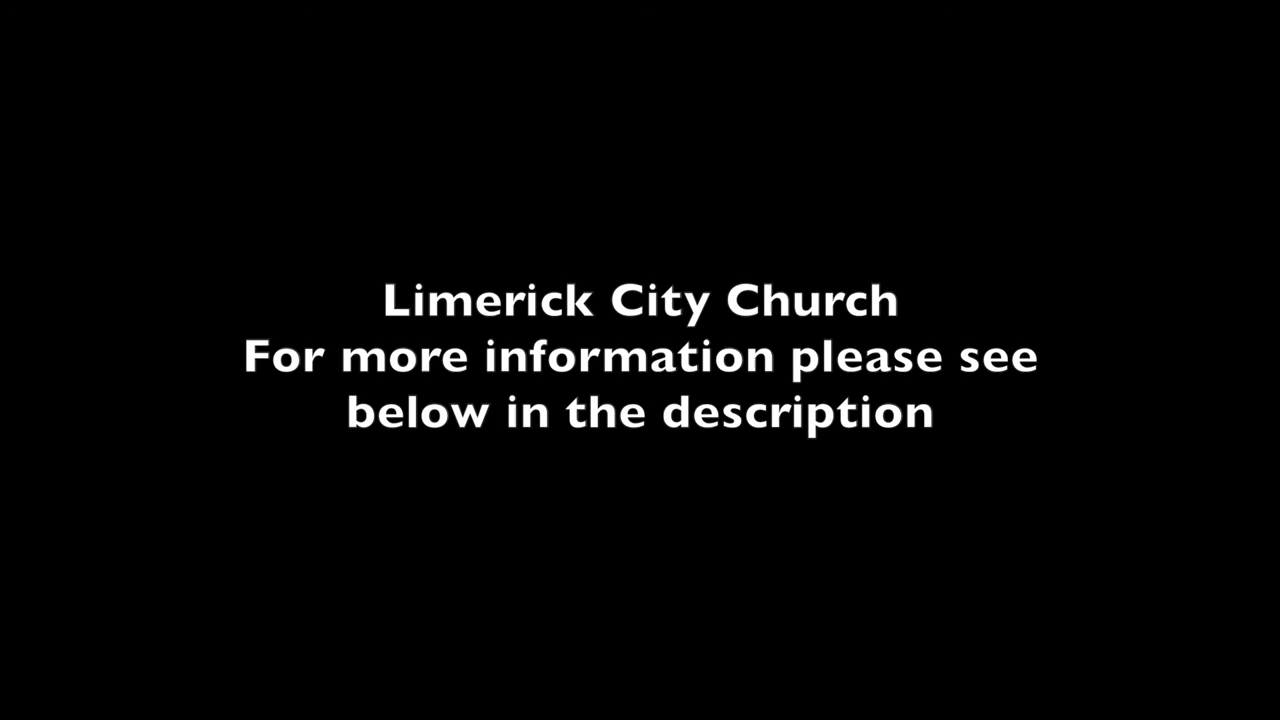 Limerick City Church
For more information please see
below in the description